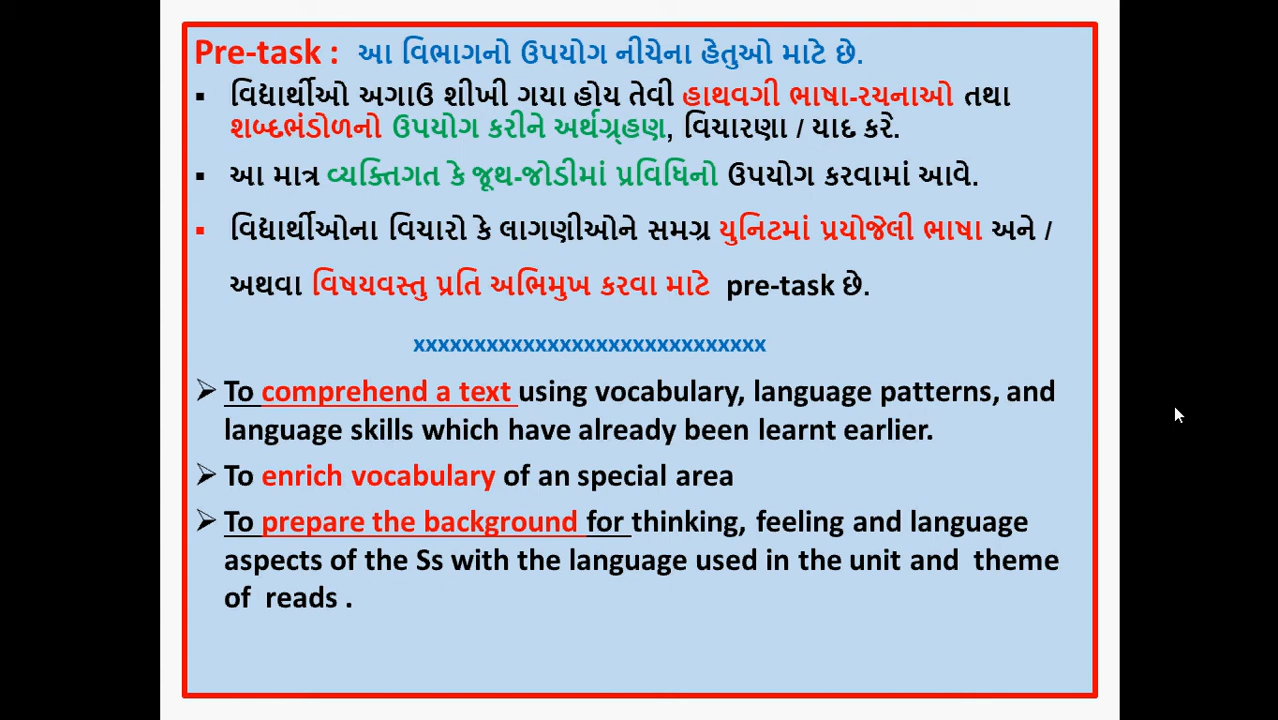 Pre-task : આ વિભાગનો ઉપયોગ નીચેના હેતુઓ માટે છે.
▪ વિદ્યાર્થીઓ અગાઉ શીખી ગયા હોય તેવી હાથવગી ભાષા-રચનાઓ તથા
શબ્દભંડોળનો ઉપયોગ કરીને અર્થગ્રહણ, વિચારણા / યાદ કરે.
▪ આ માત્ર વ્યક્તિગત કે જૂથ-જોડીમાં પ્રવિધિનો ઉપયોગ કરવામાં આવે.
▪ વિદ્યાર્થીઓના વિચારો કે લાગણીઓને સમગ્ર યુનિટમાં પ્રયોજેલી ભાષા અને /
અથવા વિષયવસ્તુ પ્રતિ અભિમુખ કરવા માટે pre-task છે.
xxxxxxxxxxxxxxxxxxxxxxxxxxxxx
➢ To comprehend a text using vocabulary, language patterns, and
language skills which have already been learnt earlier.
➢ To enrich vocabulary of an special area
➢ To prepare the background for thinking, feeling and language
aspects of the Ss with the language used in the unit and theme
of reads .